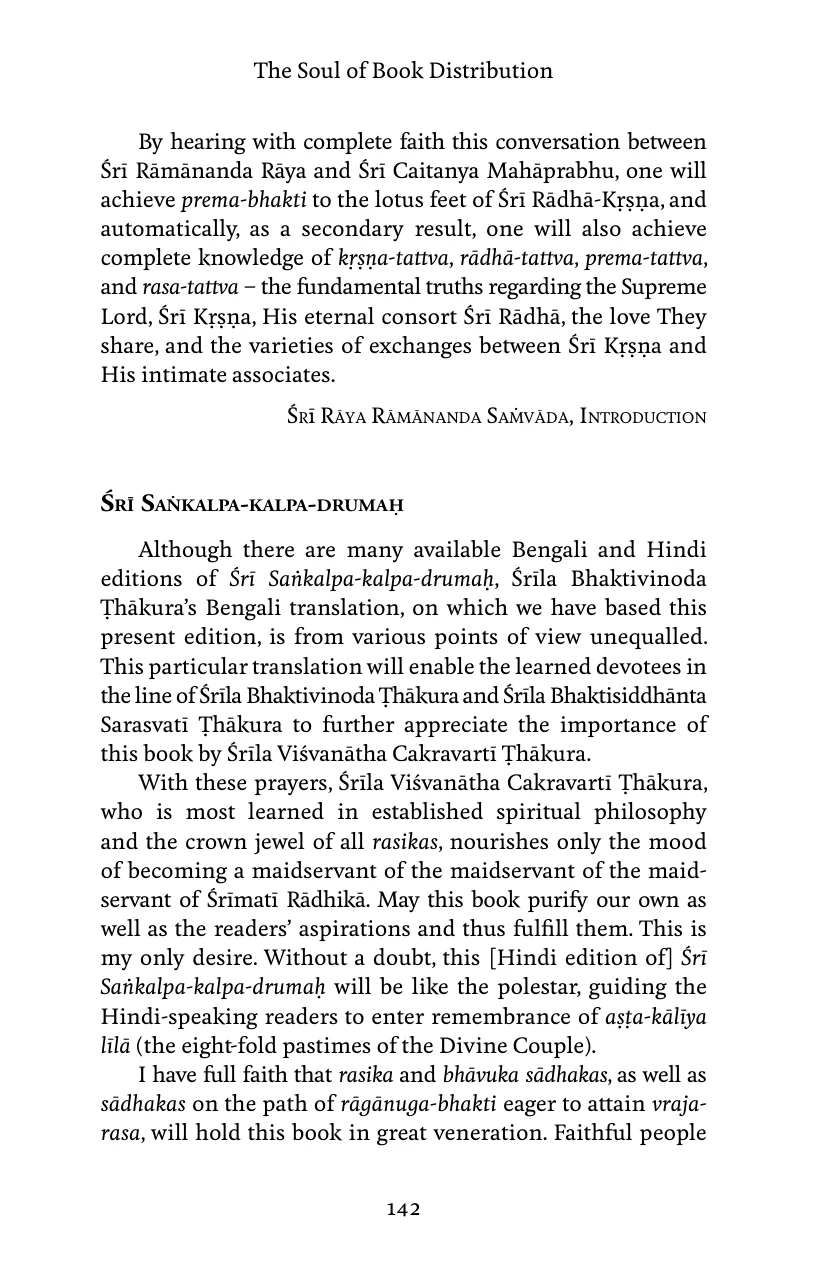 The Soul of Book Distribution
By hearing with complete faith this conversation between
Śrī Rāmānanda Rāya and Śrī Caitanya Mahāprabhu, one will
achieve prema-bhakti to the lotus feet of Śrī Rādhā-Kṛṣṇa, and
automatically, as a secondary result, one will also achieve
complete knowledge of kṛṣṇa-tattva, rādhā-tattva, prema-tattva,
and rasa-tattva – the fundamental truths regarding the Supreme
Lord, Śrī Kṛṣṇa, His eternal consort Śrī Rādhā, the love They
share, and the varieties of exchanges between Śrī Kṛṣṇa and
His intimate associates.
Śrī Rāya Rāmānanda Saṁvāda, Introduction
Śrī Saṅkalpa-kalpa-drumaḥ
Although there are many available Bengali and Hindi
editions of Śrī Saṅkalpa-kalpa-drumaḥ, Śrīla Bhaktivinoda
Ṭhākura’s Bengali translation, on which we have based this
present edition, is from various points of view unequalled.
This particular translation will enable the learned devotees in
the line of Śrīla Bhaktivinoda Ṭhākura and Śrīla Bhaktisiddhānta
Sarasvatī Ṭhākura to further appreciate the importance of
this book by Śrīla Viśvanātha Cakravartī Ṭhākura.
With these prayers, Śrīla Viśvanātha Cakravartī Ṭhākura,
who is most learned in established spiritual philosophy
and the crown jewel of all rasikas, nourishes only the mood
of becoming a maidservant of the maidservant of the maid-
servant of Śrīmatī Rādhikā. May this book purify our own as
well as the readers’ aspirations and thus fulfill them. This is
my only desire. Without a doubt, this [Hindi edition of] Śrī
Saṅkalpa-kalpa-drumaḥ will be like the polestar, guiding the
Hindi-speaking readers to enter remembrance of aṣṭa-kālīya
līlā (the eight-fold pastimes of the Divine Couple).
I have full faith that rasika and bhāvuka sādhakas, as well as
sādhakas on the path of rāgānuga-bhakti eager to attain vraja-
rasa, will hold this book in great veneration. Faithful people
142